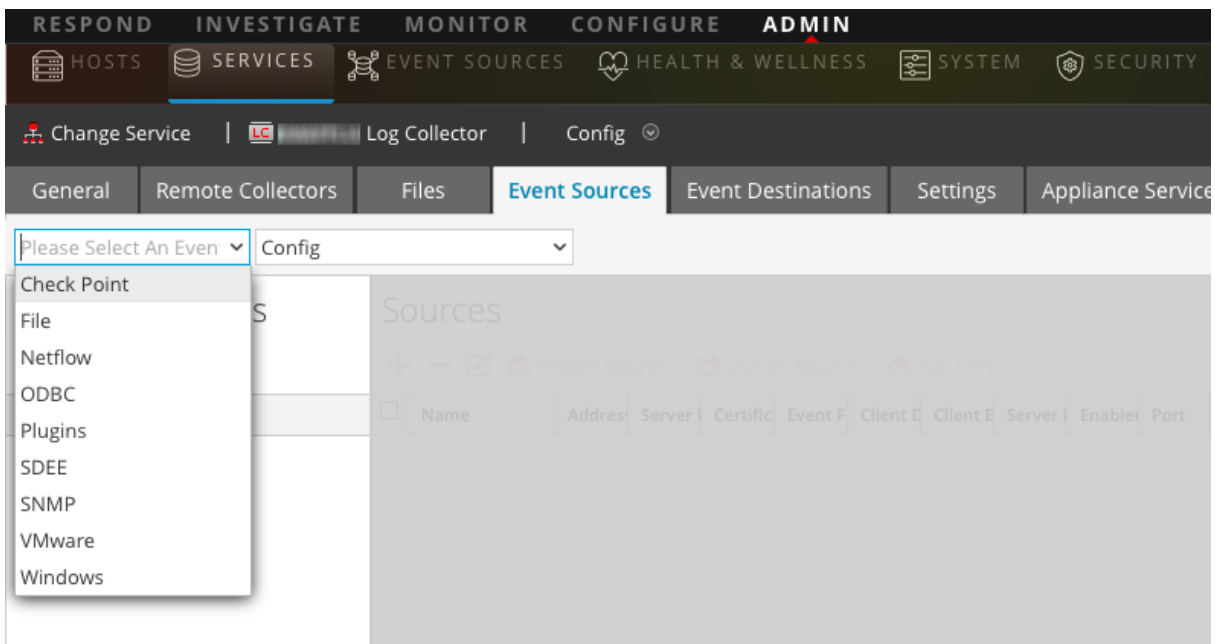 RESPOND INVESTIGATE MONITOR CONFIGURE ADMIN
HOSTS SERVICES EVENT SOURCES HEALTH & WELLNESS SYSTEM SECURITY
Change Service | LC Log Collector | Config
General Remote Collectors Files Event Sources Event Destinations Settings Appliance Service
Please Select An Even Config
Check Point
File
Netflow
ODBC
Plugins
SDEE
SNMP
VMware
Windows
s
Sources
Import Source Export Source Pull Cert
Name Address Server Certific Event F Client D Client E Server Enabled Port